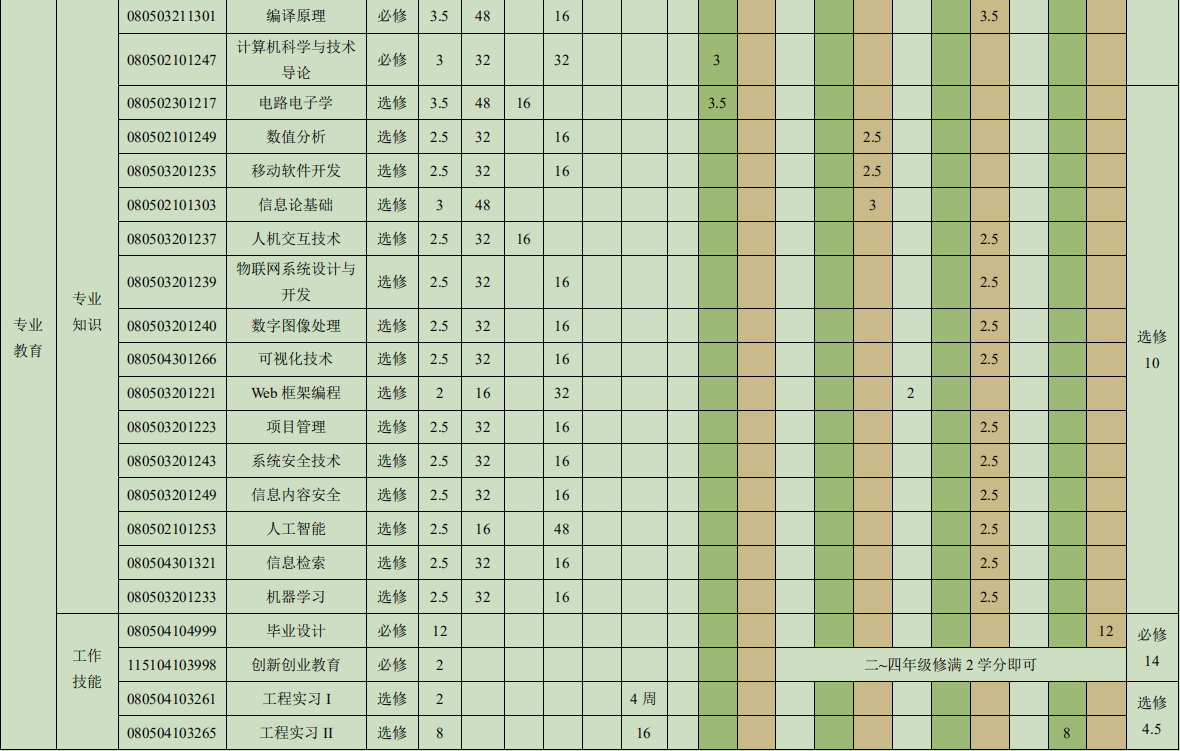 080503211301 编译原理 必修 3.5 48 16 3.5
080502101247 计算机科学与技术 必修 3 32 32 3
导论
080502301217 电路电子学 选修 3.5 48 16 3.5
080502101249 数值分析 选修 2.5 32 16 2.5
080503201235 移动软件开发 选修 2.5 32 16 2.5
080502101303 信息论基础 选修 3 48 3
080503201237 人机交互技术 选修 2.5 32 16 2.5
080503201239 物联网系统设计与 选修 2.5 32 16 2.5
开发
专业
知识
专业
教育
080503201240 数字图像处理 选修 2.5 32 16 2.5
080504301266 可视化技术 选修 2.5 32 16 2.5
选修
10
080503201221 Web 框架编程 选修 2 16 32 2
080503201223 项目管理 选修 2.5 32 16 2.5
080503201243 系统安全技术 选修 2.5 32 16 2.5
080503201249 信息内容安全 选修 2.5 32 16 2.5
080502101253 人工智能 选修 2.5 16 48 2.5
080504301321 信息检索 选修 2.5 32 16 2.5
080503201233 机器学习 选修 2.5 32 16 2.5
工作
技能
080504104999 毕业设计 必修 12 12
115104103998 创新创业教育 必修 2 二~四年级修满 2 学分即可
必修
14
080504103261 工程实习 I 选修 2 4 周
080504103265 工程实习 II 选修 8 16 8
选修
4.5